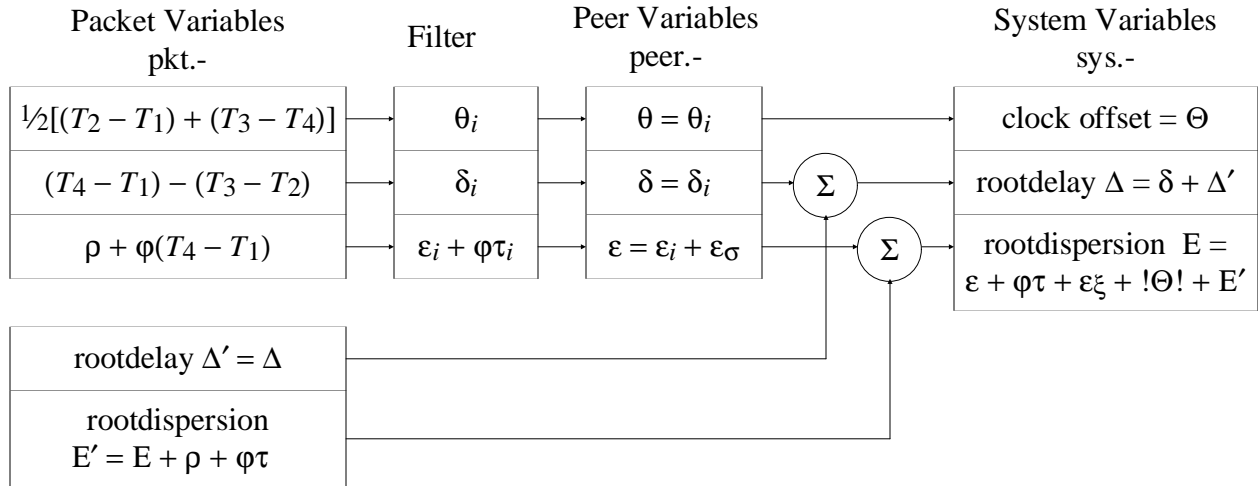 Packet Variables
pkt.-
Filter
Peer Variables
peer.-
System Variables
sys.-
½[(T₂ − T₁) + (T₃ − T₄)]
θᵢ
θ = θᵢ
clock offset = Θ
(T₄ − T₁) − (T₃ − T₂)
δᵢ
δ = δᵢ
Σ
rootdelay Δ = δ + Δ′
ρ + φ(T₄ − T₁)
εᵢ + φτᵢ
ε = εᵢ + εσ
Σ
rootdispersion E =
ε + φτ + εξ + !Θ! + E′
rootdelay Δ′ = Δ
rootdispersion
E′ = E + ρ + φτ